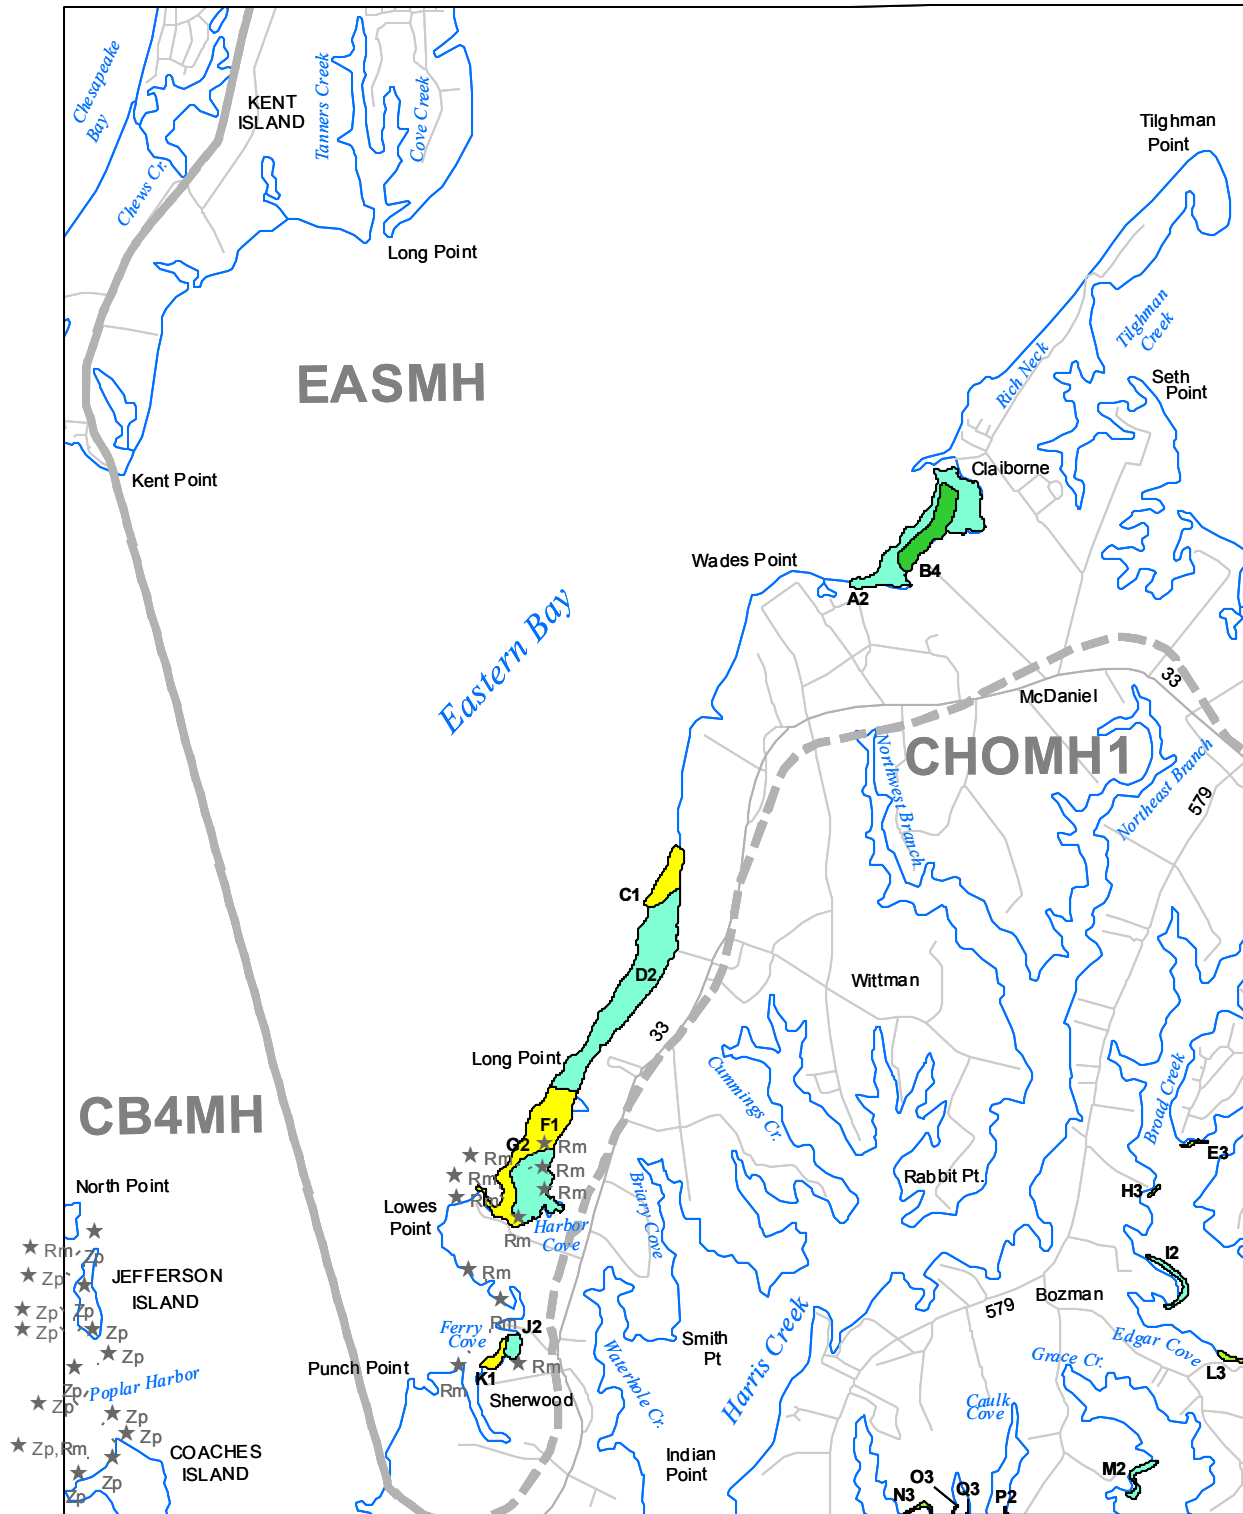 Chesapeake
Bay
KENT
ISLAND
Tanners Creek
Cove Creek
Chews Cr.
Long Point
Tilghman
Point
Tilghman
Creek
Rich Neck
Seth
Point
EASMH
Kent Point
Claiborne
Wades Point
B4
A2
Eastern Bay
33
McDaniel
CHOMH1
Northwest Branch
Northeast Branch
579
C1
D2
Wittman
33
Long Point
Cummings Cr.
CB4MH
Broad Creek
F1
G2
Rm
Rm
Rm
Rm
Rm
Rm
Rm
E3
H3
Rabbit Pt.
North Point
Lowes
Point
Harbor
Cove
Briary Cove
Rm
Zp
Zp
JEFFERSON
ISLAND
Rm
I2
Zp
Zp
Zp
Zp
Rm
579
Bozman
Ferry
Cove
J2
Smith
Pt
Harris Creek
Edgar Cove
Grace Cr.
Zp
Punch Point
Rm
K1
Rm
Waterhole Cr.
L3
Zp
Zp
Poplar Harbor
Sherwood
Caulk
Cove
Zp
Zp
Zp,Rm
COACHES
ISLAND
Indian
Point
M2
Zp
Zp
O3
N3
Q3
P2